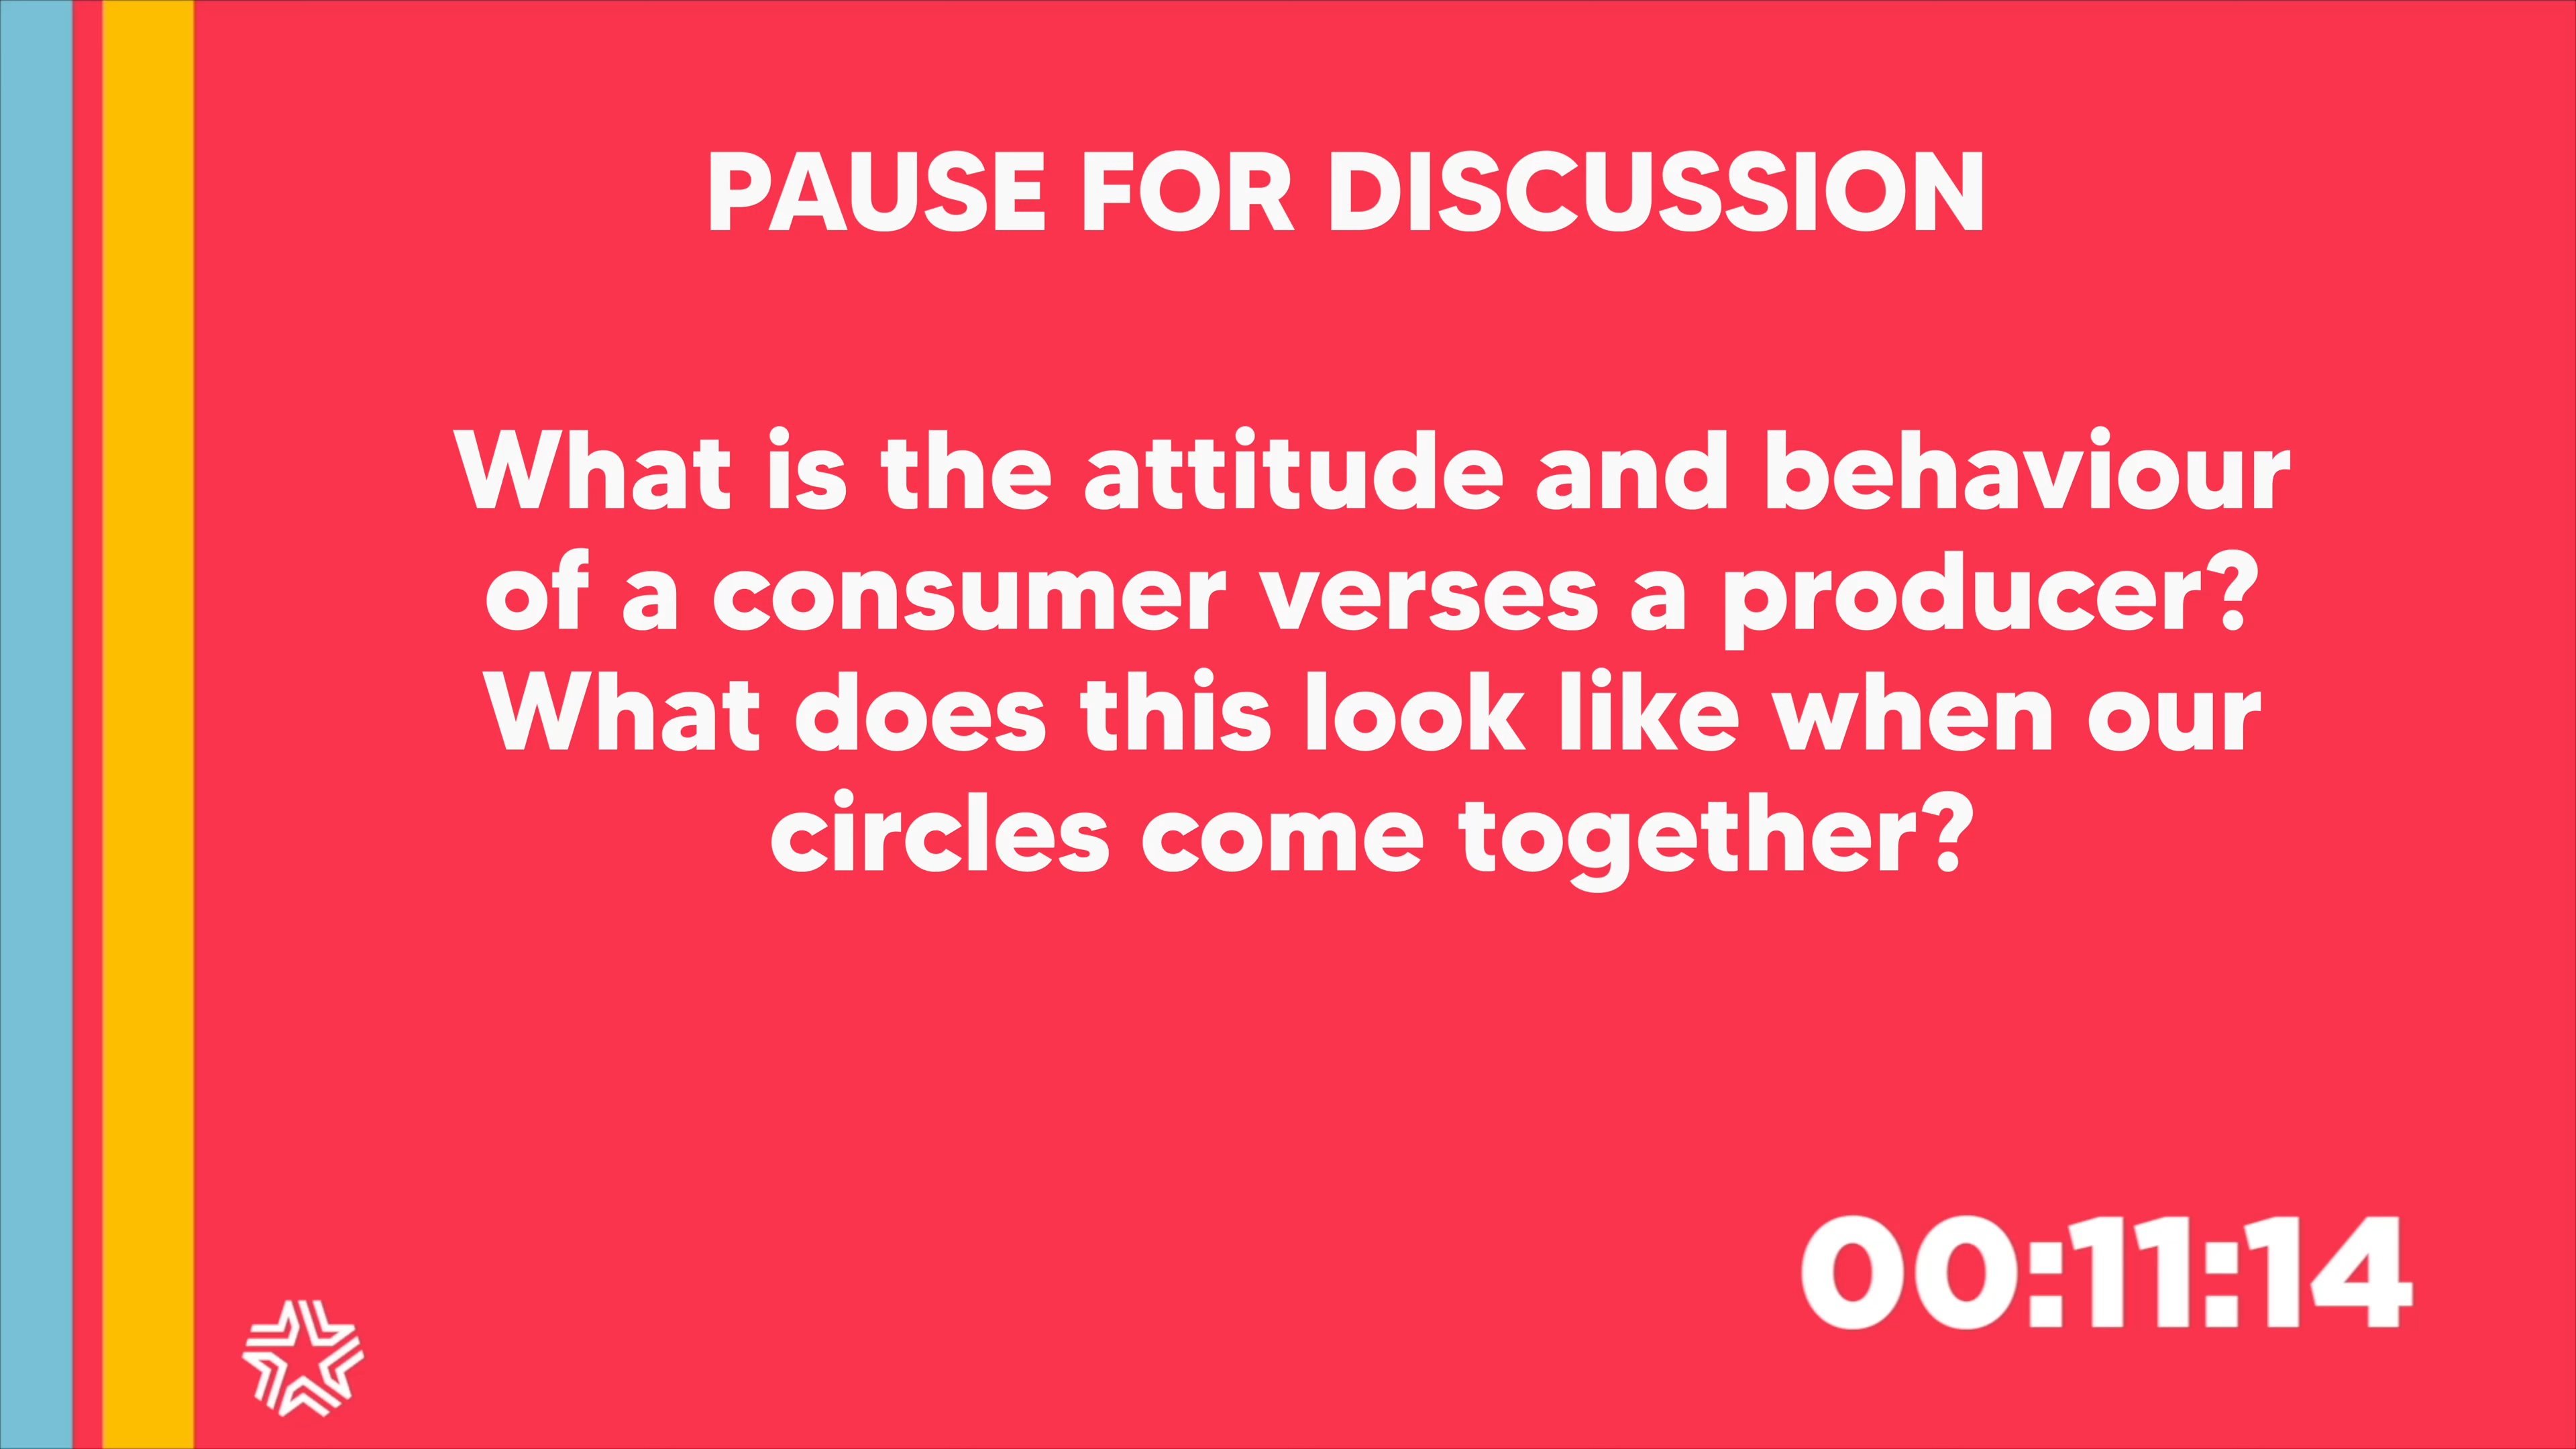 PAUSE FOR DISCUSSION
What is the attitude and behaviour
of a consumer verses a producer?
What does this look like when our
circles come together?
00:11:14